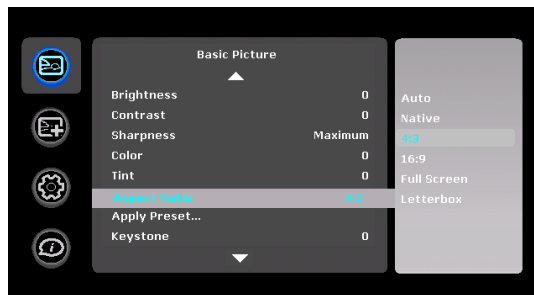 Basic Picture
Brightness 0
Contrast 0
Sharpness Maximum
Color 0
Tint 0
Aspect Ratio 4:3
Apply Preset...
Keystone 0
Auto
Native
4:3
16:9
Full Screen
Letterbox